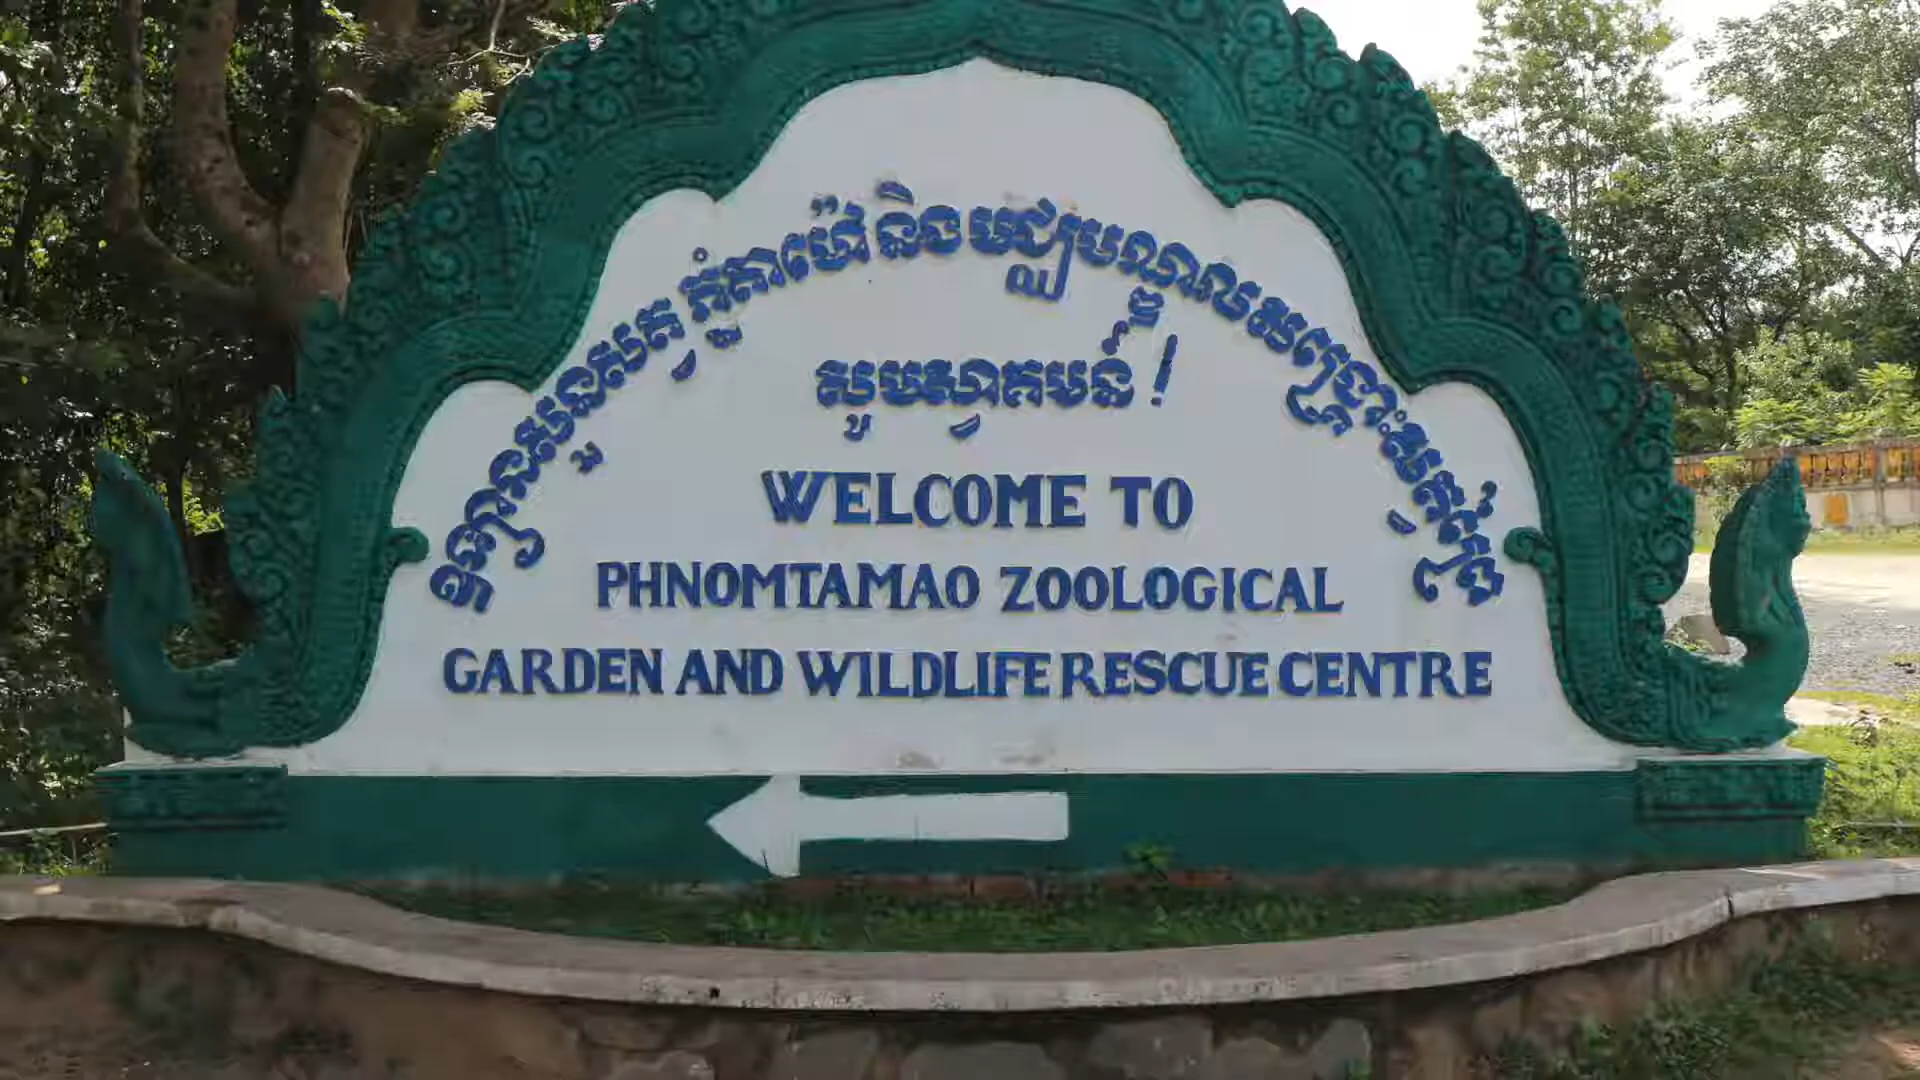 ឧទ្យានសួនសត្វ ភ្នំតាម៉ៅ និង មជ្ឈមណ្ឌលសង្គ្រោះសត្វព្រៃ
សូមស្វាគមន៍ !
WELCOME TO
PHNOMTAMAO ZOOLOGICAL
GARDEN AND WILDLIFE RESCUE CENTRE